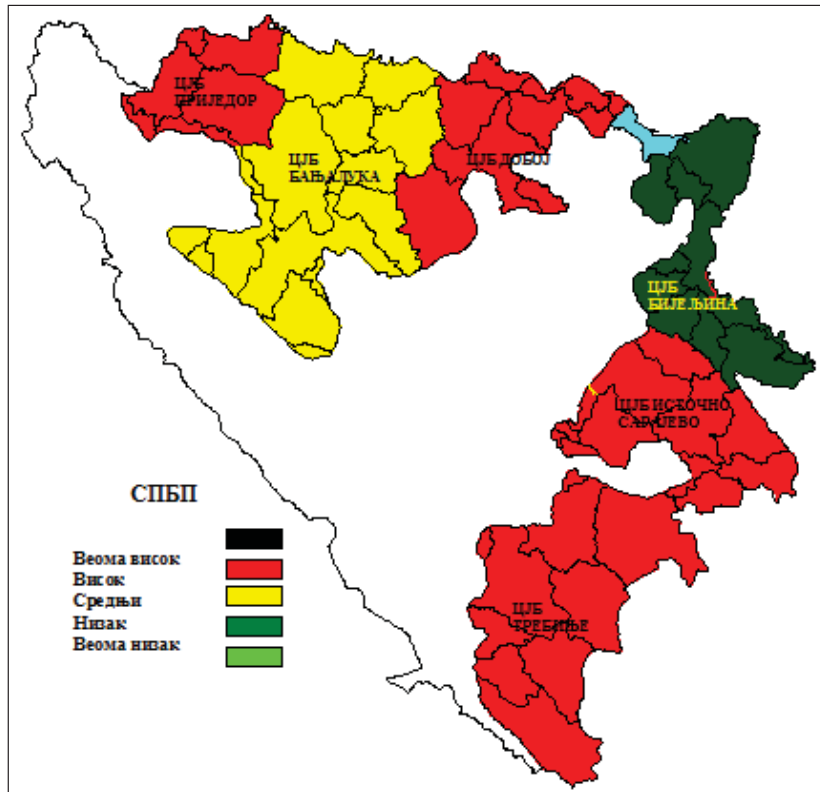 ЦЈБ
ПРИЈЕДОР
ЦЈБ
БАЊАЛУКА
ЦЈБ ДОБОЈ
ЦЈБ
БИЈЕЉИНА
ЦЈБ ИСТОЧНО
САРАЈЕВО
ЦЈБ
ТРЕБИЊЕ
СПБП
Веома висок
Висок
Средњи
Низак
Веома низак